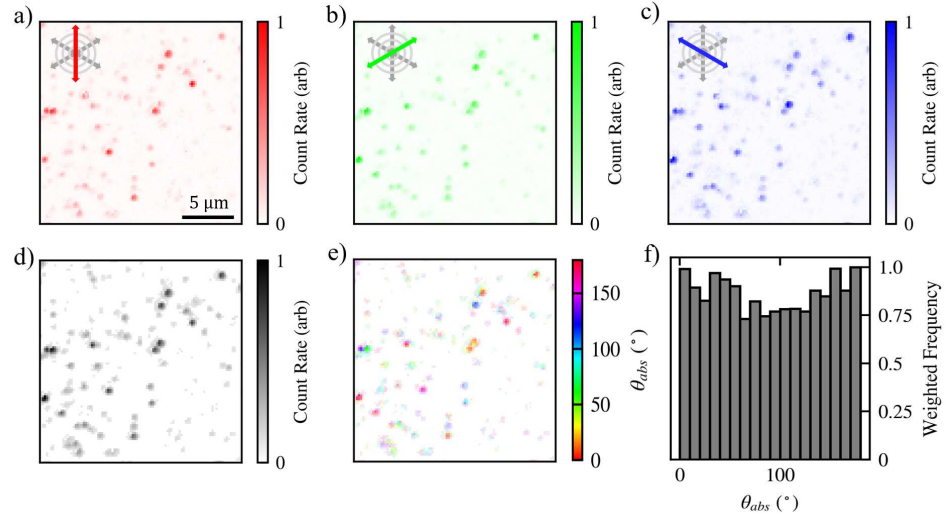 a)
1
Count Rate (arb)
0
5 μm
b)
1
Count Rate (arb)
0
c)
1
Count Rate (arb)
0
d)
1
Count Rate (arb)
0
e)
150
100
50
0
θabs (°)
f)
1.0
0.75
0.5
0.25
0
Weighted Frequency
0
100
θabs (°)